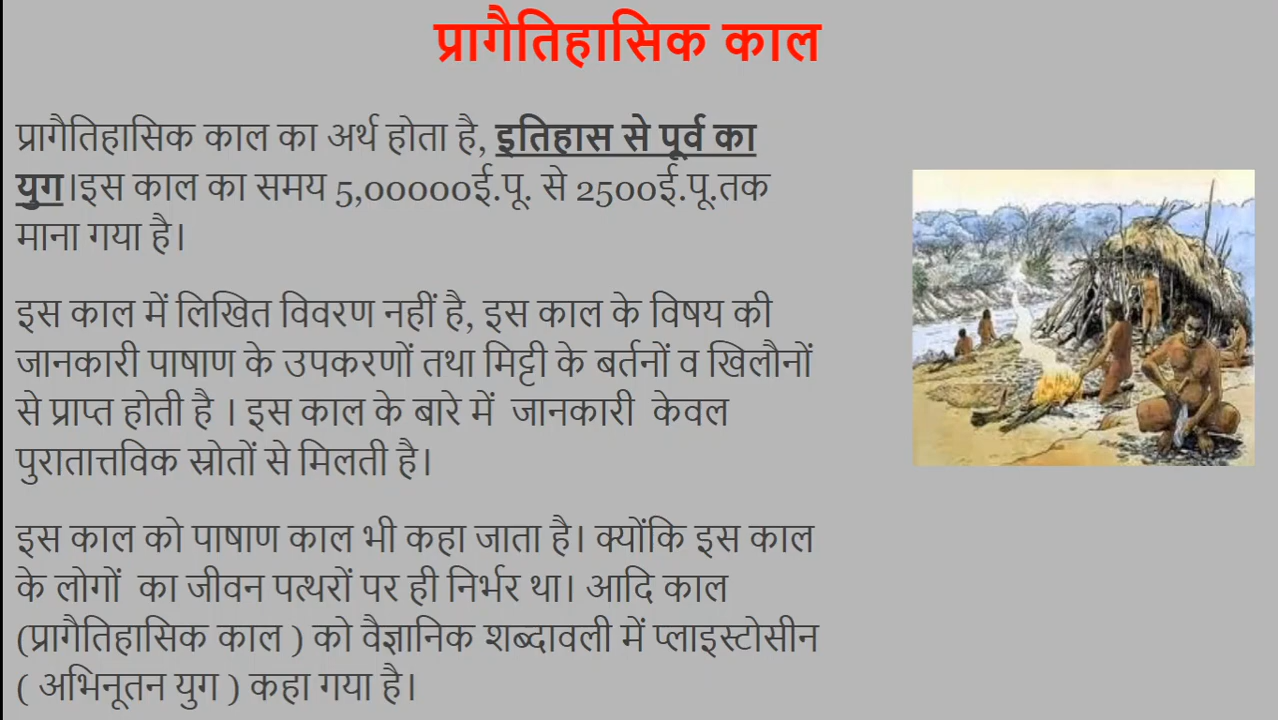 प्रागैतिहासिक काल
प्रागैतिहासिक काल का अर्थ होता है, इतिहास से पूर्व का
युग।इस काल का समय 5,00000ई.पू. से 2500ई.पू.तक
माना गया है।
इस काल में लिखित विवरण नहीं है, इस काल के विषय की
जानकारी पाषाण के उपकरणों तथा मिट्टी के बर्तनों व खिलौनों
से प्राप्त होती है । इस काल के बारे में जानकारी केवल
पुरातात्तविक स्रोतों से मिलती है।
इस काल को पाषाण काल भी कहा जाता है। क्योंकि इस काल
के लोगों का जीवन पत्थरों पर ही निर्भर था। आदि काल
(प्रागैतिहासिक काल ) को वैज्ञानिक शब्दावली में प्लाइस्टोसीन
( अभिनूतन युग ) कहा गया है।